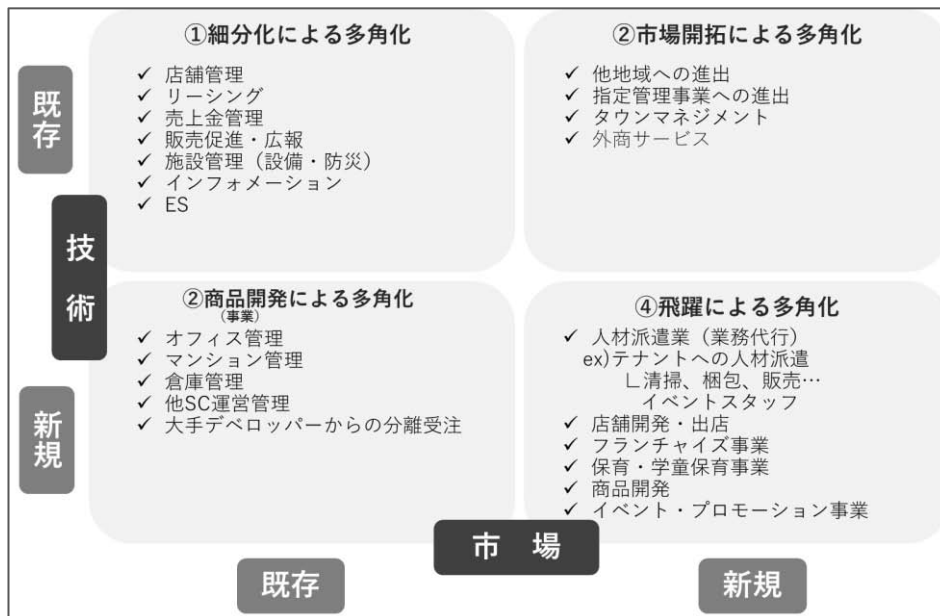 ①細分化による多角化
✓ 店舗管理
✓ リーシング
✓ 売上金管理
✓ 販売促進・広報
✓ 施設管理（設備・防災）
✓ インフォメーション
✓ ES
②市場開拓による多角化
✓ 他地域への進出
✓ 指定管理事業への進出
✓ タウンマネジメント
✓ 外商サービス
既存
技術
新規
②商品開発による多角化
（事業）
✓ オフィス管理
✓ マンション管理
✓ 倉庫管理
✓ 他SC運営管理
✓ 大手デベロッパーからの分離受注
④飛躍による多角化
✓ 人材派遣業（業務代行）
ex)テナントへの人材派遣
∟清掃、梱包、販売…
イベントスタッフ
✓ 店舗開発・出店
✓ フランチャイズ事業
✓ 保育・学童保育事業
✓ 商品開発
✓ イベント・プロモーション事業
市 場
既存
新規